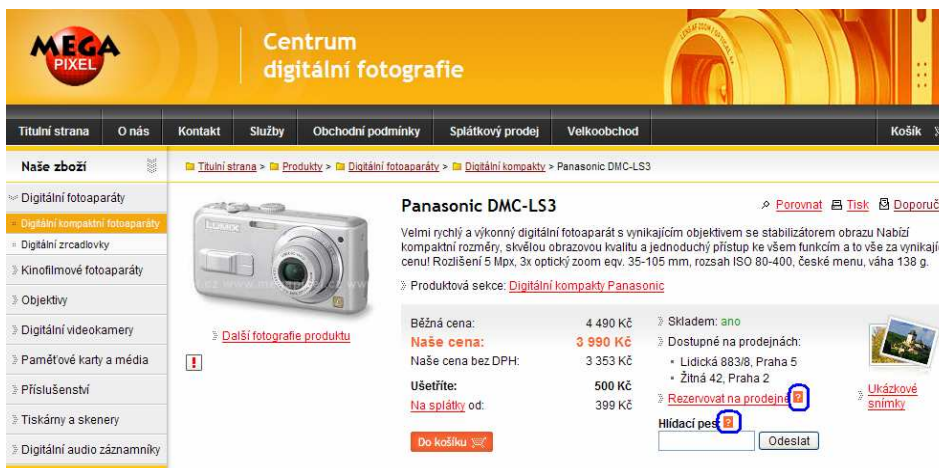 MEGA
PIXEL
Centrum
digitální fotografie
Titulní strana
O nás
Kontakt
Služby
Obchodní podmínky
Splátkový prodej
Velkoobchod
Košík
Naše zboží
Titulní strana > Produkty > Digitální fotoaparáty > Digitální kompakty > Panasonic DMC-LS3
Digitální fotoaparáty
Digitální kompaktní fotoaparáty
Digitální zrcadlovky
Kinofilmové fotoaparáty
Objektivy
Digitální videokamery
Paměťové karty a média
Příslušenství
Tiskárny a skenery
Digitální audio záznamníky
LUMIX
Další fotografie produktu
!
Panasonic DMC-LS3
Porovnat
Tisk
Doporuč
Velmi rychlý a výkonný digitální fotoaparát s vynikajícím objektivem se stabilizátorem obrazu Nabízí
kompaktní rozměry, skvělou obrazovou kvalitu a jednoduchý přístup ke všem funkcím a to vše za vynikají
cenu! Rozlišení 5 Mpx, 3x optický zoom eqv. 35-105 mm, rozsah ISO 80-400, české menu, váha 138 g.
Produktová sekce: Digitální kompakty Panasonic
Běžná cena: 4 490 Kč
Naše cena: 3 990 Kč
Naše cena bez DPH: 3 353 Kč
Ušetříte: 500 Kč
Na splátky od: 399 Kč
Do košíku
Skladem: ano
Dostupné na prodejnách:
Lidická 883/8, Praha 5
Žitná 42, Praha 2
Rezervovat na prodejně ?
Hlídací pes ?
Odeslat
Ukázkové
snímky